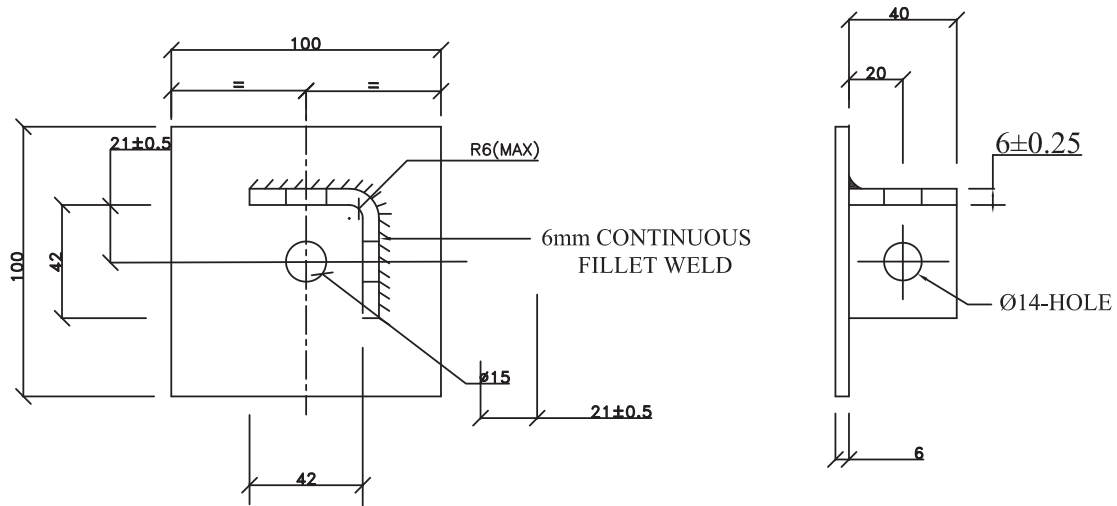 100
40
=
=
20
21±0.5
R6(MAX)
6±0.25
100
42
6mm CONTINUOUS
FILLET WELD
Ø14-HOLE
ø15
21±0.5
42
6